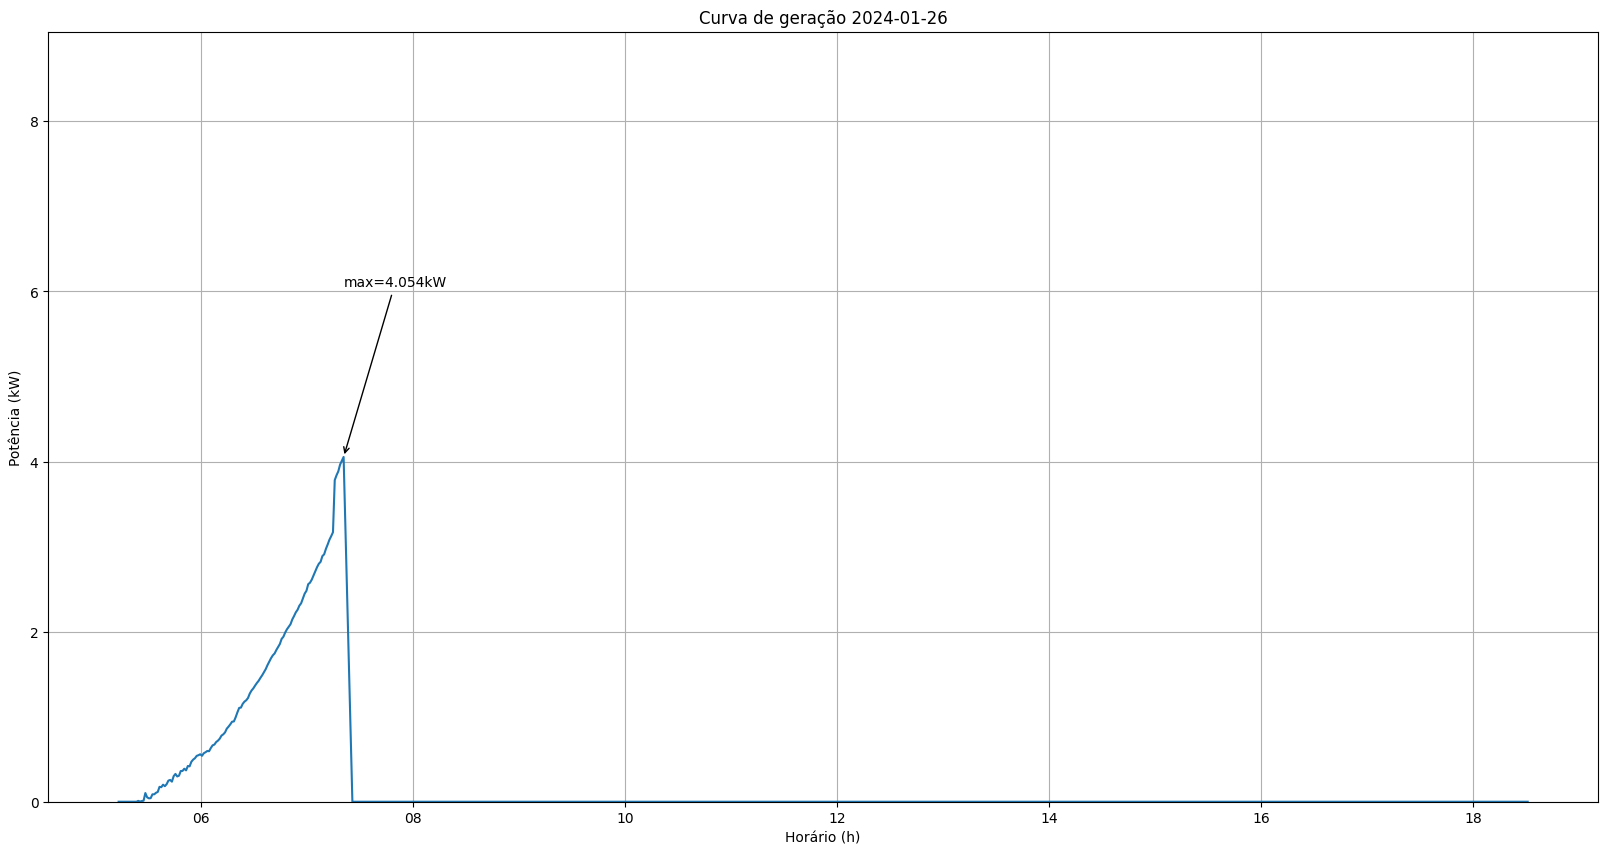 Curva de geração 2024-01-26
8
6
4
2
0
max=4.054kW
Potência (kW)
06 08 10 12 14 16 18
Horário (h)